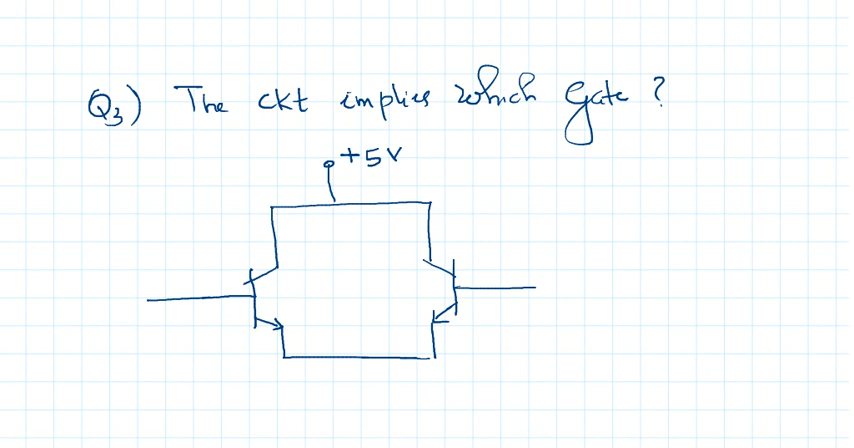 Q3) The ckt implies which gate ?
+5V